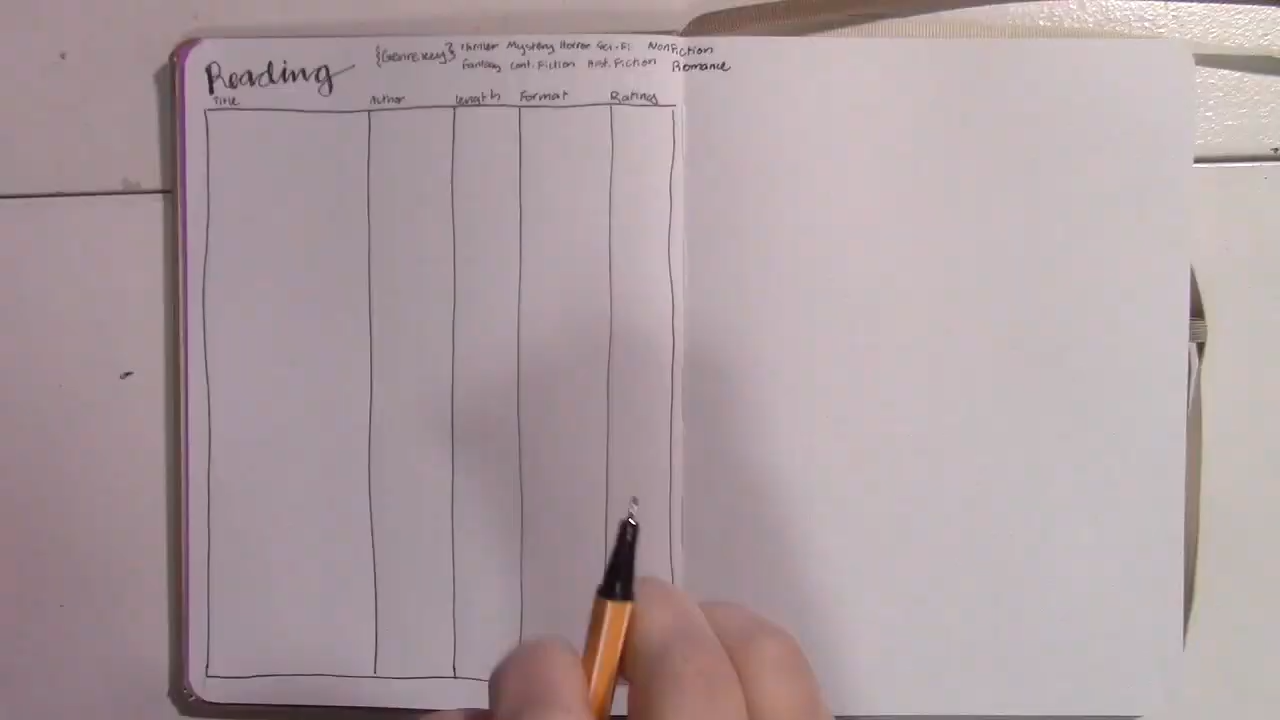 {Genre key} Thriller Mystery Horror Sci-Fi NonFiction
Fantasy Cont. Fiction Hist. Fiction Romance
Reading
Title Author Length Format Rating